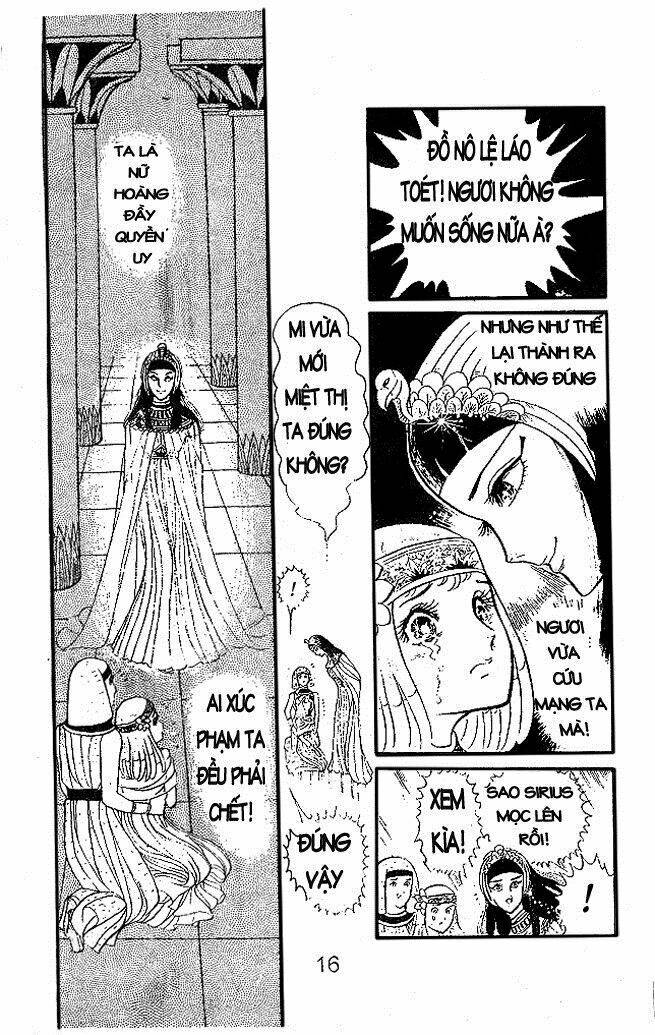 TA LÀ
NỮ
HOÀNG
ĐẦY
QUYỀN
UY
AI XÚC
PHẠM TA
ĐỀU PHẢI
CHẾT!
MI VỪA
MỚI
MIỆT THỊ
TA ĐÚNG
KHÔNG?
!
ĐÚNG
VẬY
ĐỒ NÔ LỆ LÁO
TOÉT! NGƯƠI KHÔNG
MUỐN SỐNG NỮA À?
NHƯNG NHƯ THẾ
LẠI THÀNH RA
KHÔNG ĐÚNG
NGƯƠI
VỪA
CỨU
MẠNG TA
MÀ!
XEM
KÌA!
SAO SIRIUS
MỌC LÊN
RỒI!
!
16